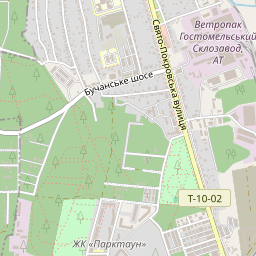 Ветропак
Гостомельський
Склозавод,
АТ
Свято-Покровська вулиця
Бучанське шосе
Т-10-02
ЖК «Парктаун»